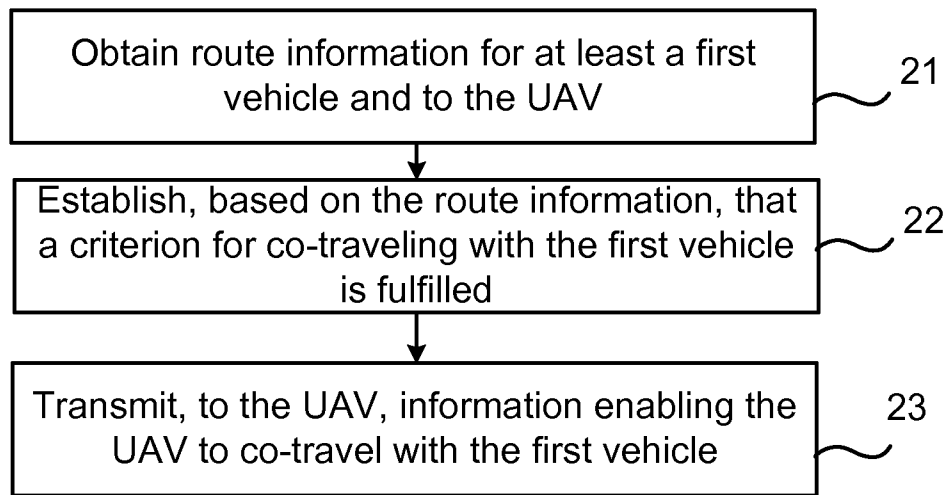 Obtain route information for at least a first
vehicle and to the UAV
21
Establish, based on the route information, that
a criterion for co-traveling with the first vehicle
is fulfilled
22
Transmit, to the UAV, information enabling the
UAV to co-travel with the first vehicle
23